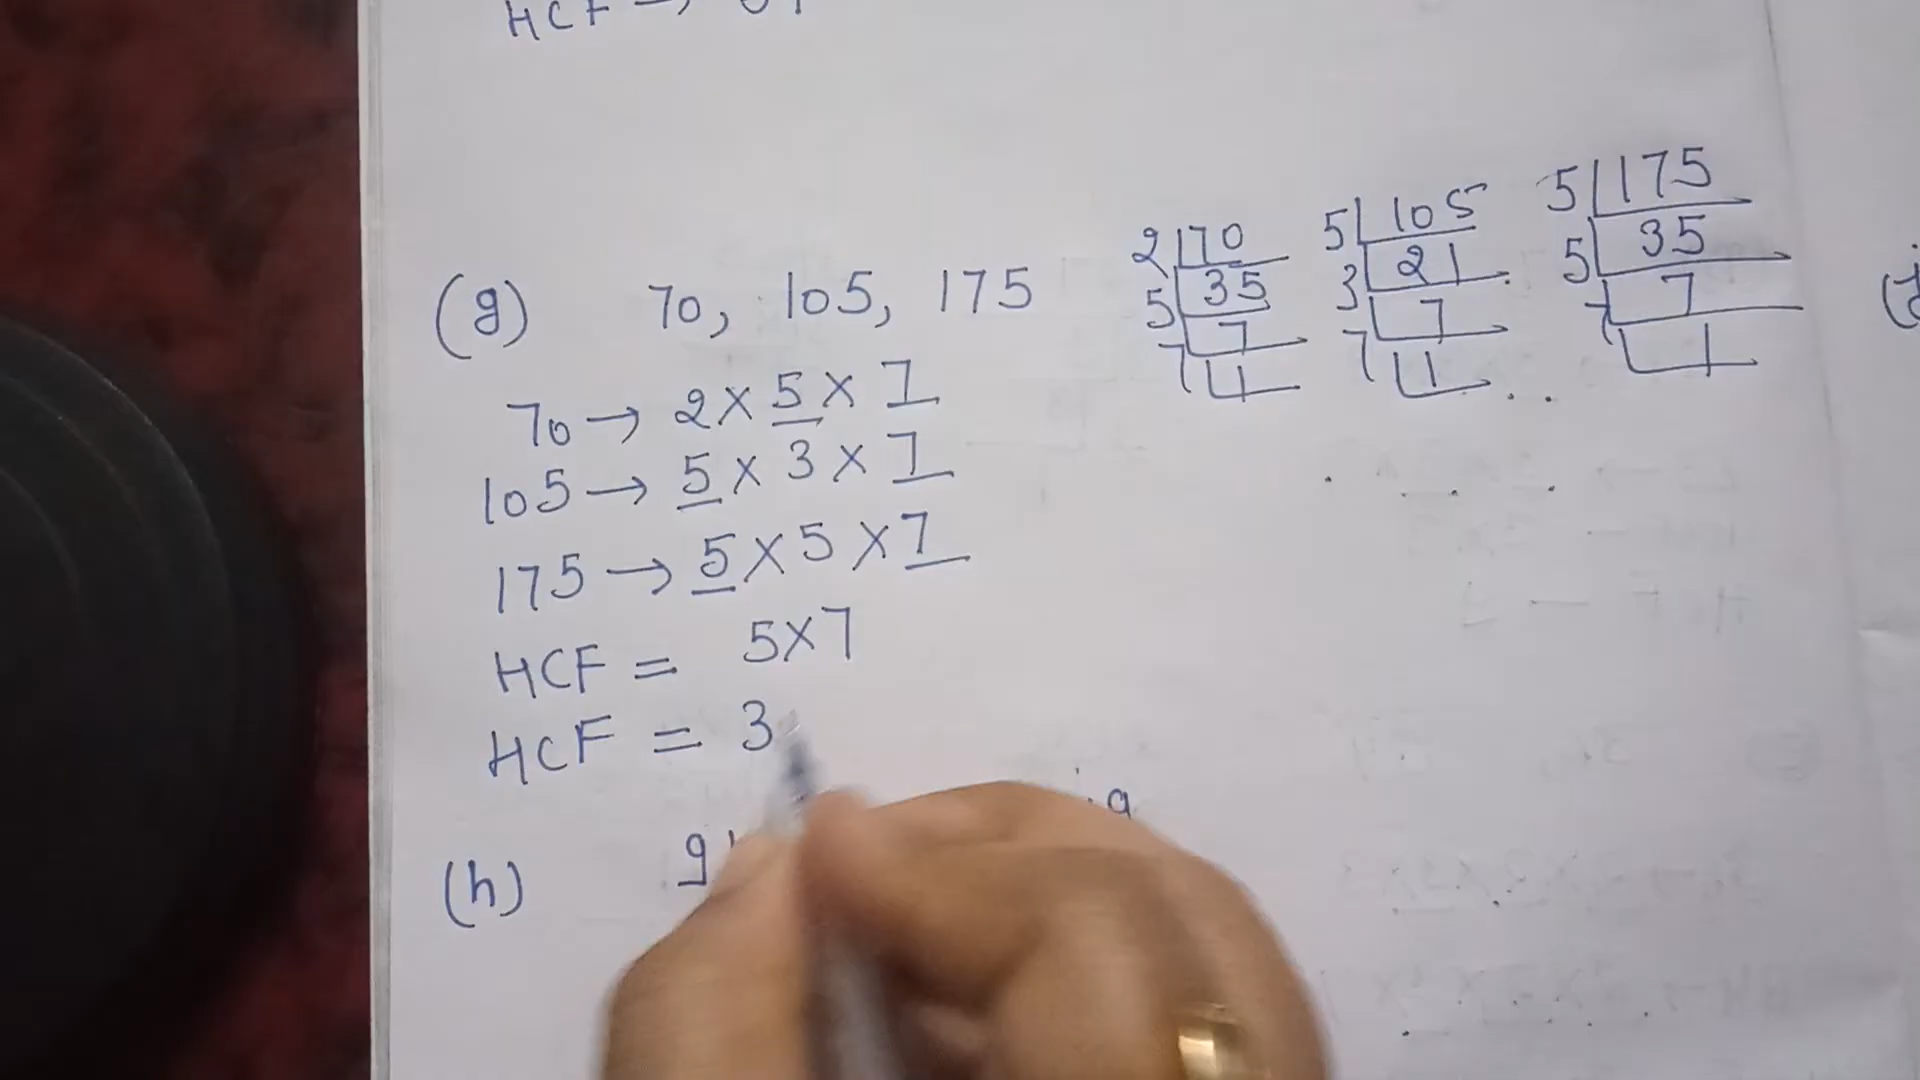 HCF →
(g) 70, 105, 175
2 70
5 35
7 7
1
5 105
3 21
7 7
1
5 175
5 35
7 7
1
70 → 2 × 5 × 7
105 → 5 × 3 × 7
175 → 5 × 5 × 7
HCF = 5×7
HCF = 3
(h) 91